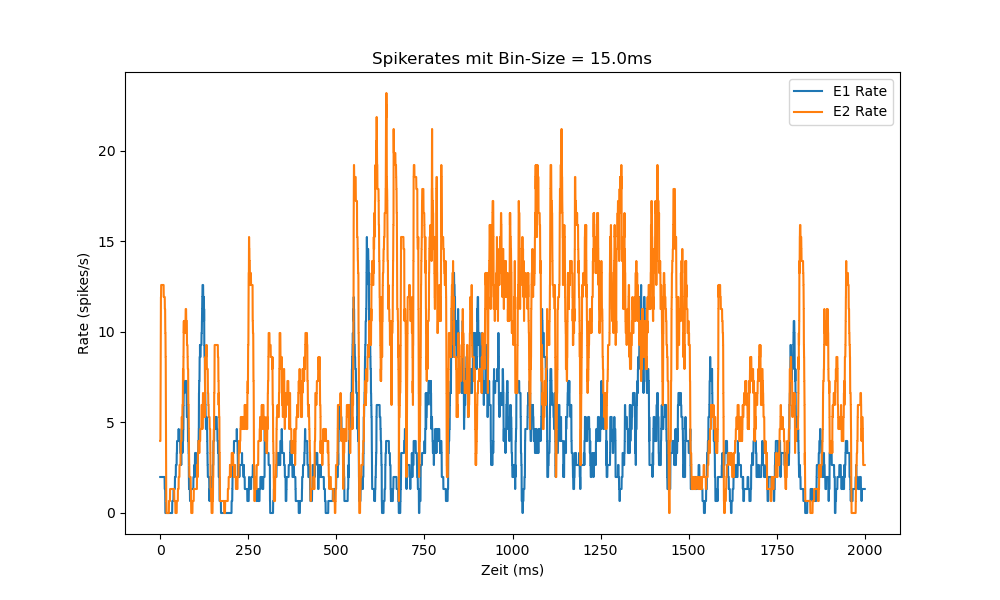 Spikerates mit Bin-Size = 15.0ms
E1 Rate
E2 Rate
Rate (spikes/s)
20
15
10
5
0
0 250 500 750 1000 1250 1500 1750 2000
Zeit (ms)